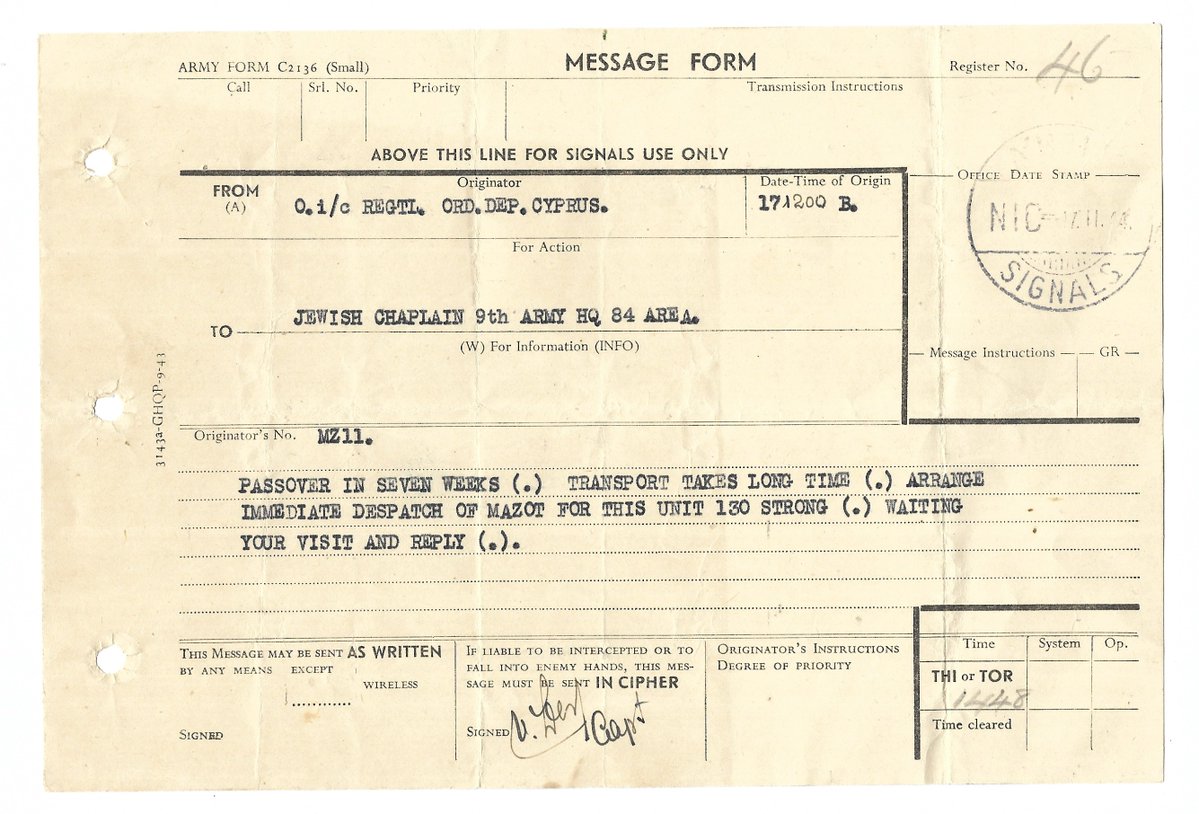 ARMY FORM C2136 (Small)
MESSAGE FORM
Register No. 46
Call
Srl. No.
Priority
Transmission Instructions
ABOVE THIS LINE FOR SIGNALS USE ONLY
FROM
(A)
Originator
O.i/c REGTL. ORD.DEP.CYPRUS.
Date-Time of Origin
171200 B.
OFFICE DATE STAMP
NIC
SIGNALS
For Action
TO
JEWISH CHAPLAIN 9th ARMY HQ 84 AREA.
(W) For Information (INFO)
Message Instructions
GR
3143a-GHQP-9-43
Originator's No. MZ11.
PASSOVER IN SEVEN WEEKS (.) TRANSPORT TAKES LONG TIME (.) ARRANGE
IMMEDIATE DESPATCH OF MAZOT FOR THIS UNIT 130 STRONG (.) WAITING
YOUR VISIT AND REPLY (.).
THIS MESSAGE MAY BE SENT AS WRITTEN
BY ANY MEANS EXCEPT
WIRELESS
SIGNED
IF LIABLE TO BE INTERCEPTED OR TO
FALL INTO ENEMY HANDS, THIS MES-
SAGE MUST BE SENT IN CIPHER
SIGNED Capt
ORIGINATOR'S INSTRUCTIONS
DEGREE OF PRIORITY
Time
System
Op.
THI or TOR
1448
Time cleared